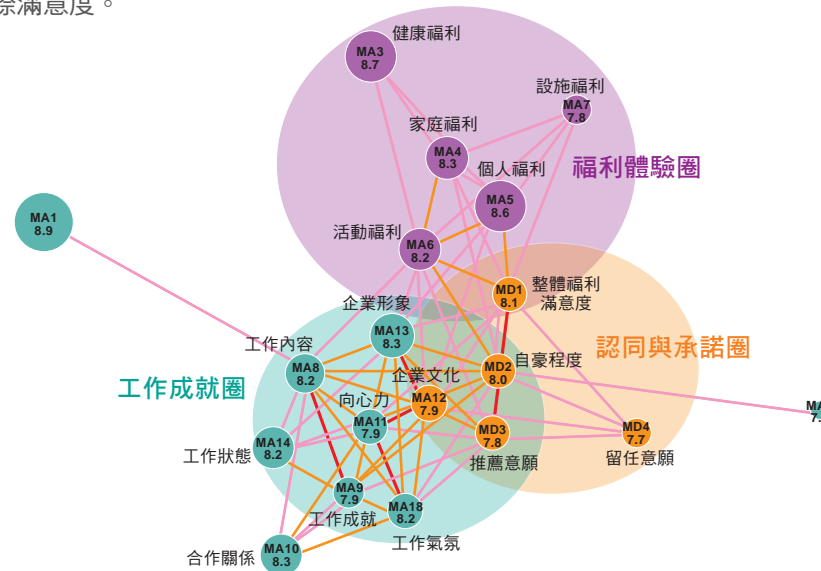 滿意度。
健康福利
MA3
8.7
設施福利
MA7
7.8
家庭福利
MA4
8.3
個人福利
MA5
8.6
福利體驗圈
MA1
8.9
活動福利
MA6
8.2
整體福利
滿意度
MD1
8.1
企業形象
MA13
8.3
工作內容
MA8
8.2
認同與承諾圈
自豪程度
MD2
8.0
企業文化
MA12
7.9
工作成就圈
向心力
MA11
7.9
MD3
7.8
推薦意願
MD4
7.7
留任意願
MA14
8.2
工作狀態
MA9
7.9
工作成就
MA18
8.2
工作氣氛
MA10
8.3
合作關係